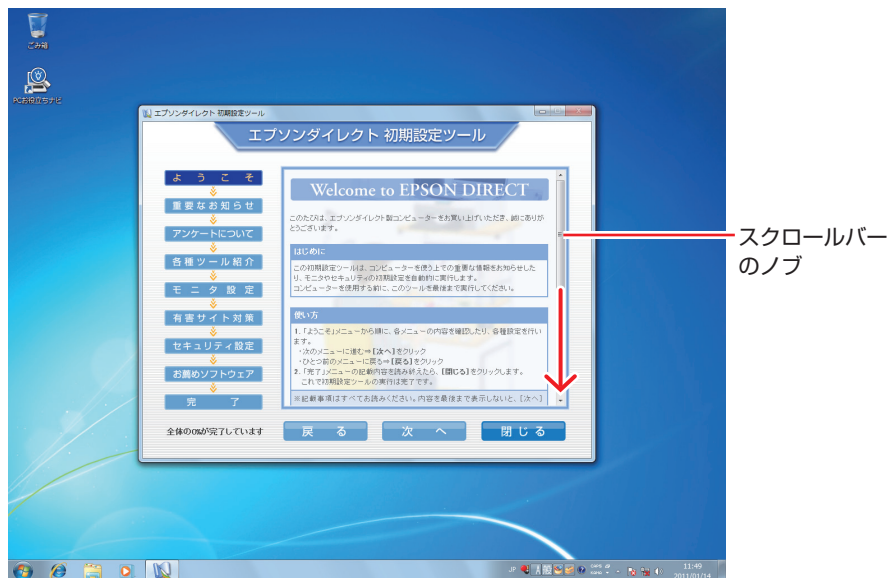 ごみ箱
PCお役立ちナビ
エプソンダイレクト 初期設定ツール
エプソンダイレクト 初期設定ツール
ようこそ
重要なお知らせ
アンケートについて
各種ツール紹介
モニタ設定
有害サイト対策
セキュリティ設定
お薦めソフトウェア
完了
全体の0%が完了しています
Welcome to EPSON DIRECT
このたびは、エプソンダイレクト製コンピューターをお買い上げいただき、誠にありが
とうございます。
はじめに
この初期設定ツールは、コンピューターを使う上での重要な情報をお知らせした
り、モニタやセキュリティの初期設定を自動的に実行します。
コンピューターを使用する前に、このツールを最後まで実行してください。
使い方
1.「ようこそ」メニューから順に、各メニューの内容を確認したり、各種設定を行い
ます。
・次のメニューに進む⇒【次へ】をクリック
・ひとつ前のメニューに戻る⇒【戻る】をクリック
2.「完了」メニューの記載内容を読み終えたら、【閉じる】をクリックします。
これで初期設定ツールの実行は完了です。
※記載事項はすべてお読みください。内容を最後まで表示しないと、[次へ]
戻る
次へ
閉じる
スクロールバー
のノブ
JP
11:49
2011/01/14